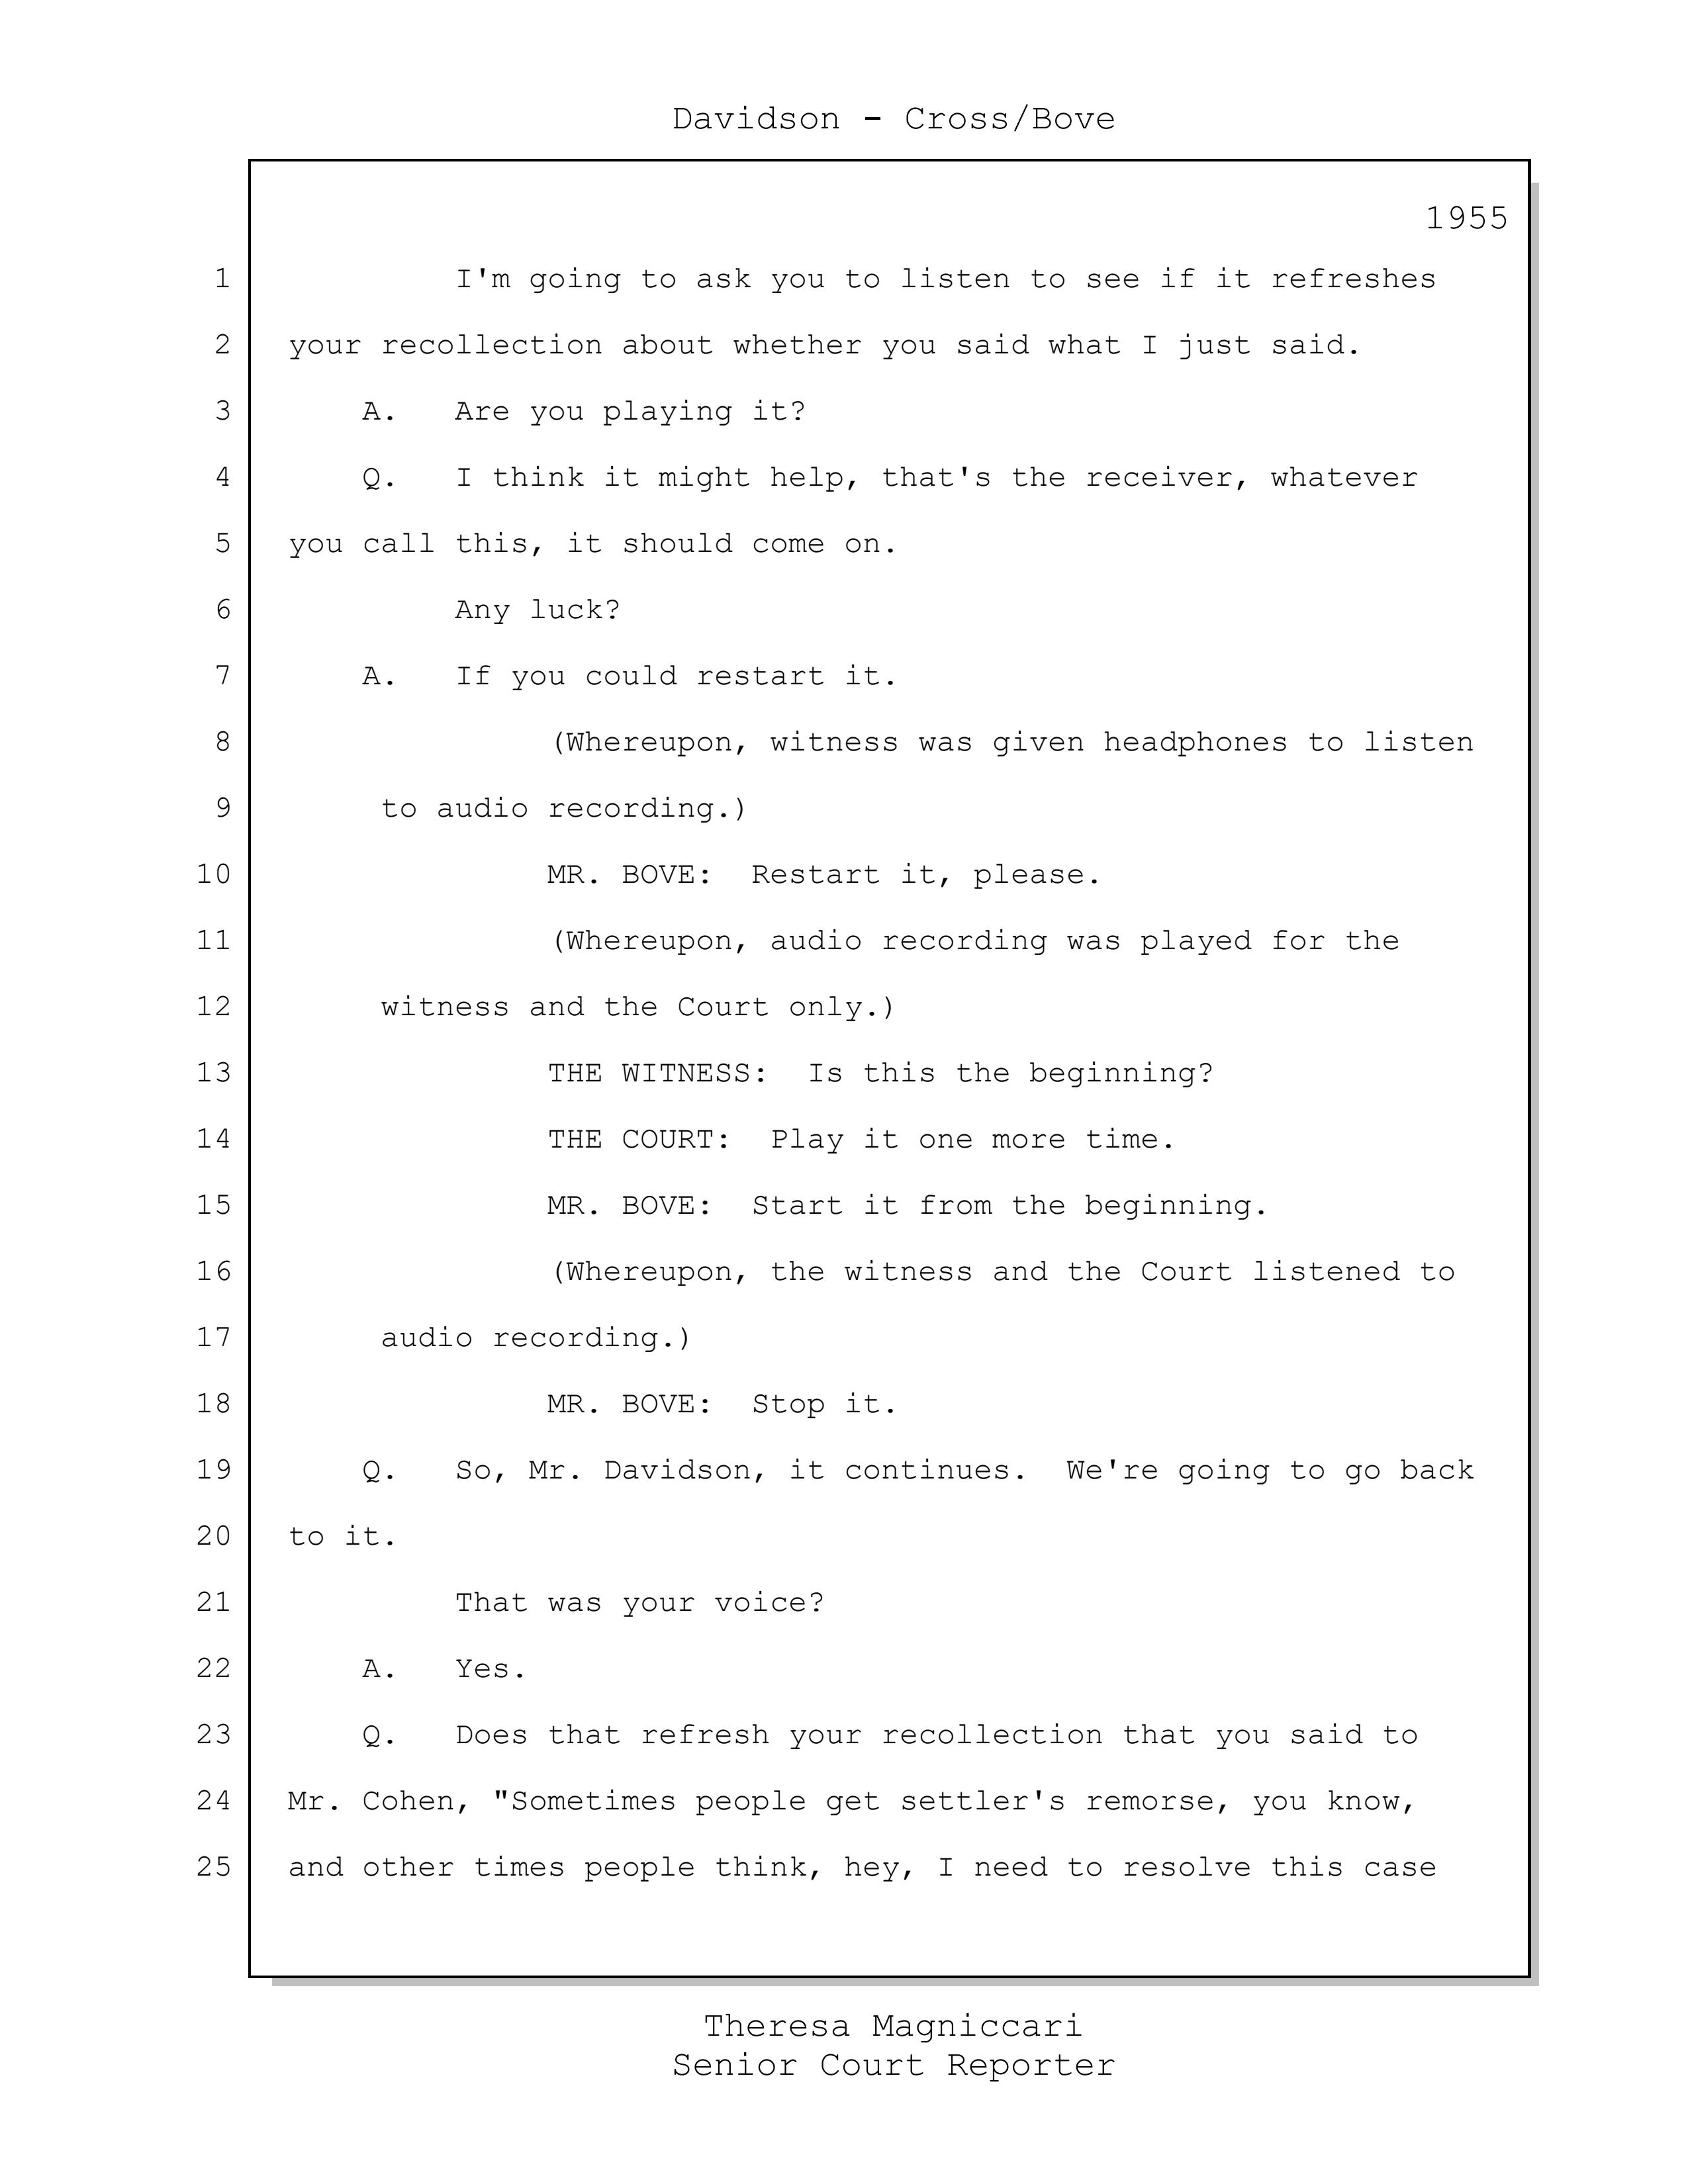 Davidson - Cross/Bove
1955
1 I'm going to ask you to listen to see if it refreshes
2 your recollection about whether you said what I just said.
3 A. Are you playing it?
4 Q. I think it might help, that's the receiver, whatever
5 you call this, it should come on.
6 Any luck?
7 A. If you could restart it.
8 (Whereupon, witness was given headphones to listen
9 to audio recording.)
10 MR. BOVE: Restart it, please.
11 (Whereupon, audio recording was played for the
12 witness and the Court only.)
13 THE WITNESS: Is this the beginning?
14 THE COURT: Play it one more time.
15 MR. BOVE: Start it from the beginning.
16 (Whereupon, the witness and the Court listened to
17 audio recording.)
18 MR. BOVE: Stop it.
19 Q. So, Mr. Davidson, it continues. We're going to go back
20 to it.
21 That was your voice?
22 A. Yes.
23 Q. Does that refresh your recollection that you said to
24 Mr. Cohen, "Sometimes people get settler's remorse, you know,
25 and other times people think, hey, I need to resolve this case
Theresa Magniccari
Senior Court Reporter